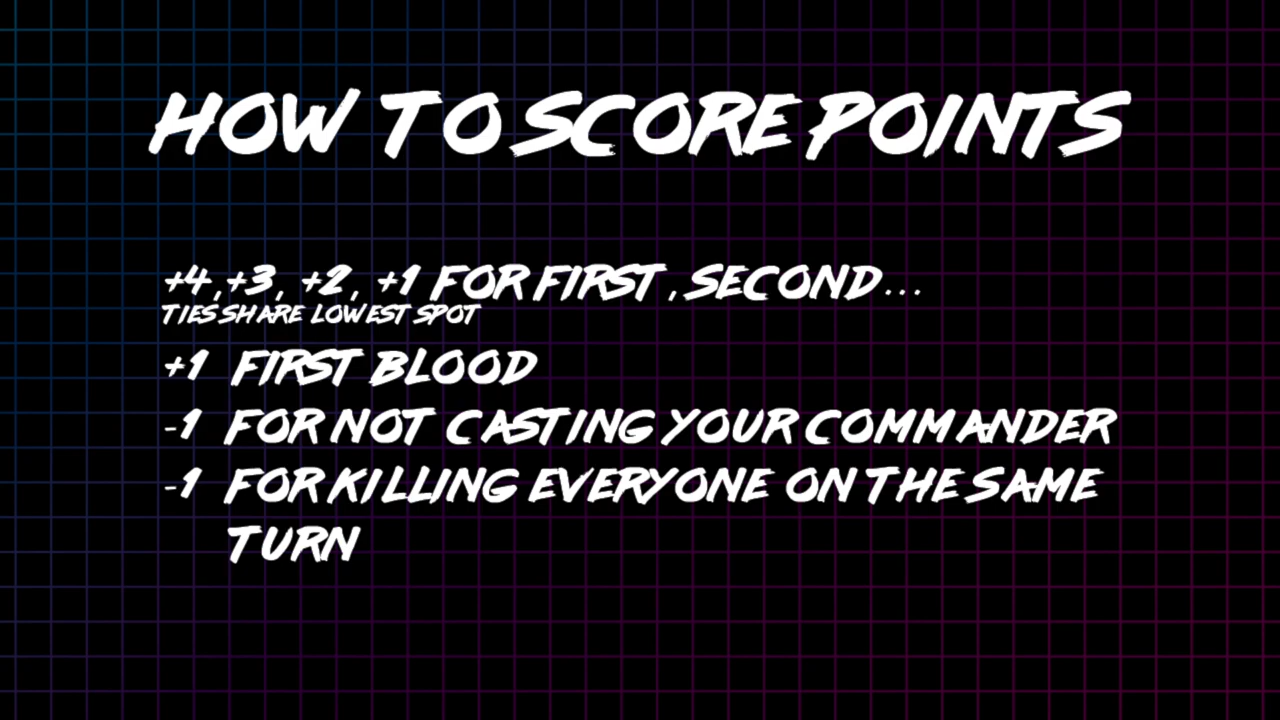 HOW TO SCORE POINTS
+4,+3, +2, +1 FOR FIRST, SECOND...
TIES SHARE LOWEST SPOT
+1 FIRST BLOOD
-1 FOR NOT CASTING YOUR COMMANDER
-1 FOR KILLING EVERYONE ON THE SAME
TURN